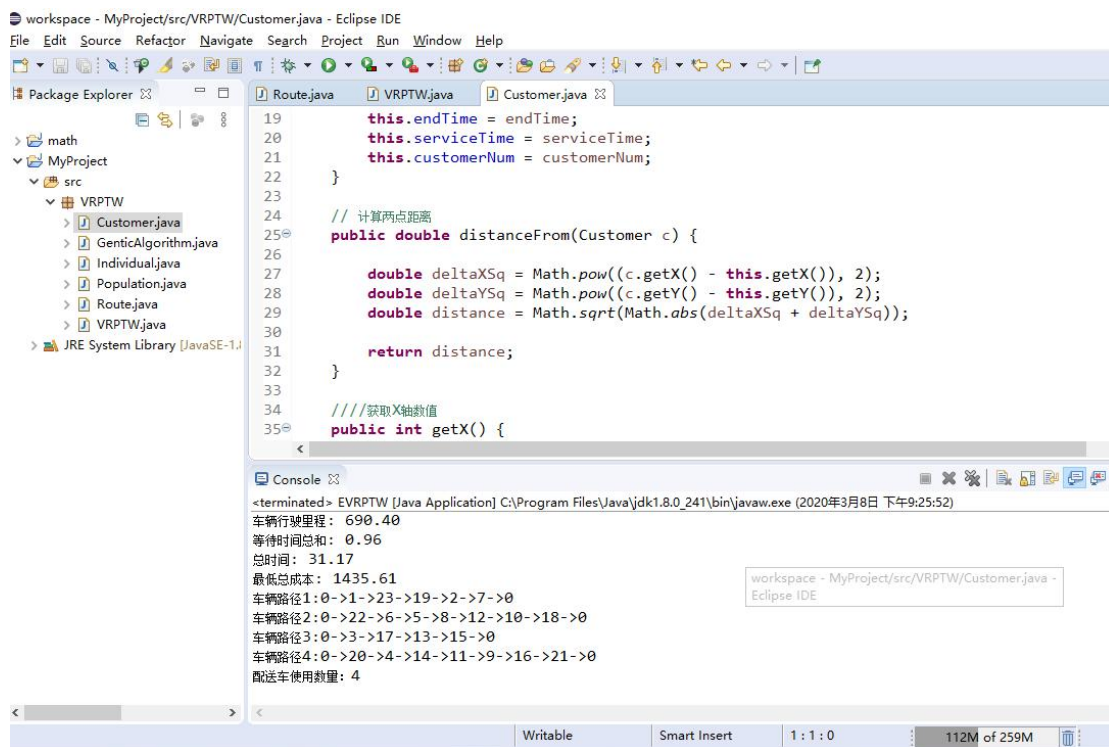 workspace - MyProject/src/VRPTW/Customer.java - Eclipse IDE
File Edit Source Refactor Navigate Search Project Run Window Help
Package Explorer
math
MyProject
src
VRPTW
Customer.java
GenticAlgorithm.java
Individual.java
Population.java
Route.java
VRPTW.java
JRE System Library [JavaSE-1.
Route.java VRPTW.java Customer.java
19 this.endTime = endTime;
20 this.serviceTime = serviceTime;
21 this.customerNum = customerNum;
22 }
23
24 // 计算两点距离
25 public double distanceFrom(Customer c) {
26
27 double deltaXSq = Math.pow((c.getX() - this.getX()), 2);
28 double deltaYSq = Math.pow((c.getY() - this.getY()), 2);
29 double distance = Math.sqrt(Math.abs(deltaXSq + deltaYSq));
30
31 return distance;
32 }
33
34 ////获取X轴数值
35 public int getX() {
Console
<terminated> EVRPTW [Java Application] C:\Program Files\Java\jdk1.8.0_241\bin\javaw.exe (2020年3月8日 下午9:25:52)
车辆行驶里程: 690.40
等待时间总和: 0.96
总时间: 31.17
最低总成本: 1435.61
车辆路径1:0->1->23->19->2->7->0
车辆路径2:0->22->6->5->8->12->10->18->0
车辆路径3:0->3->17->13->15->0
车辆路径4:0->20->4->14->11->9->16->21->0
配送车使用数量: 4
workspace - MyProject/src/VRPTW/Customer.java -
Eclipse IDE
Writable Smart Insert 1 : 1 : 0 112M of 259M